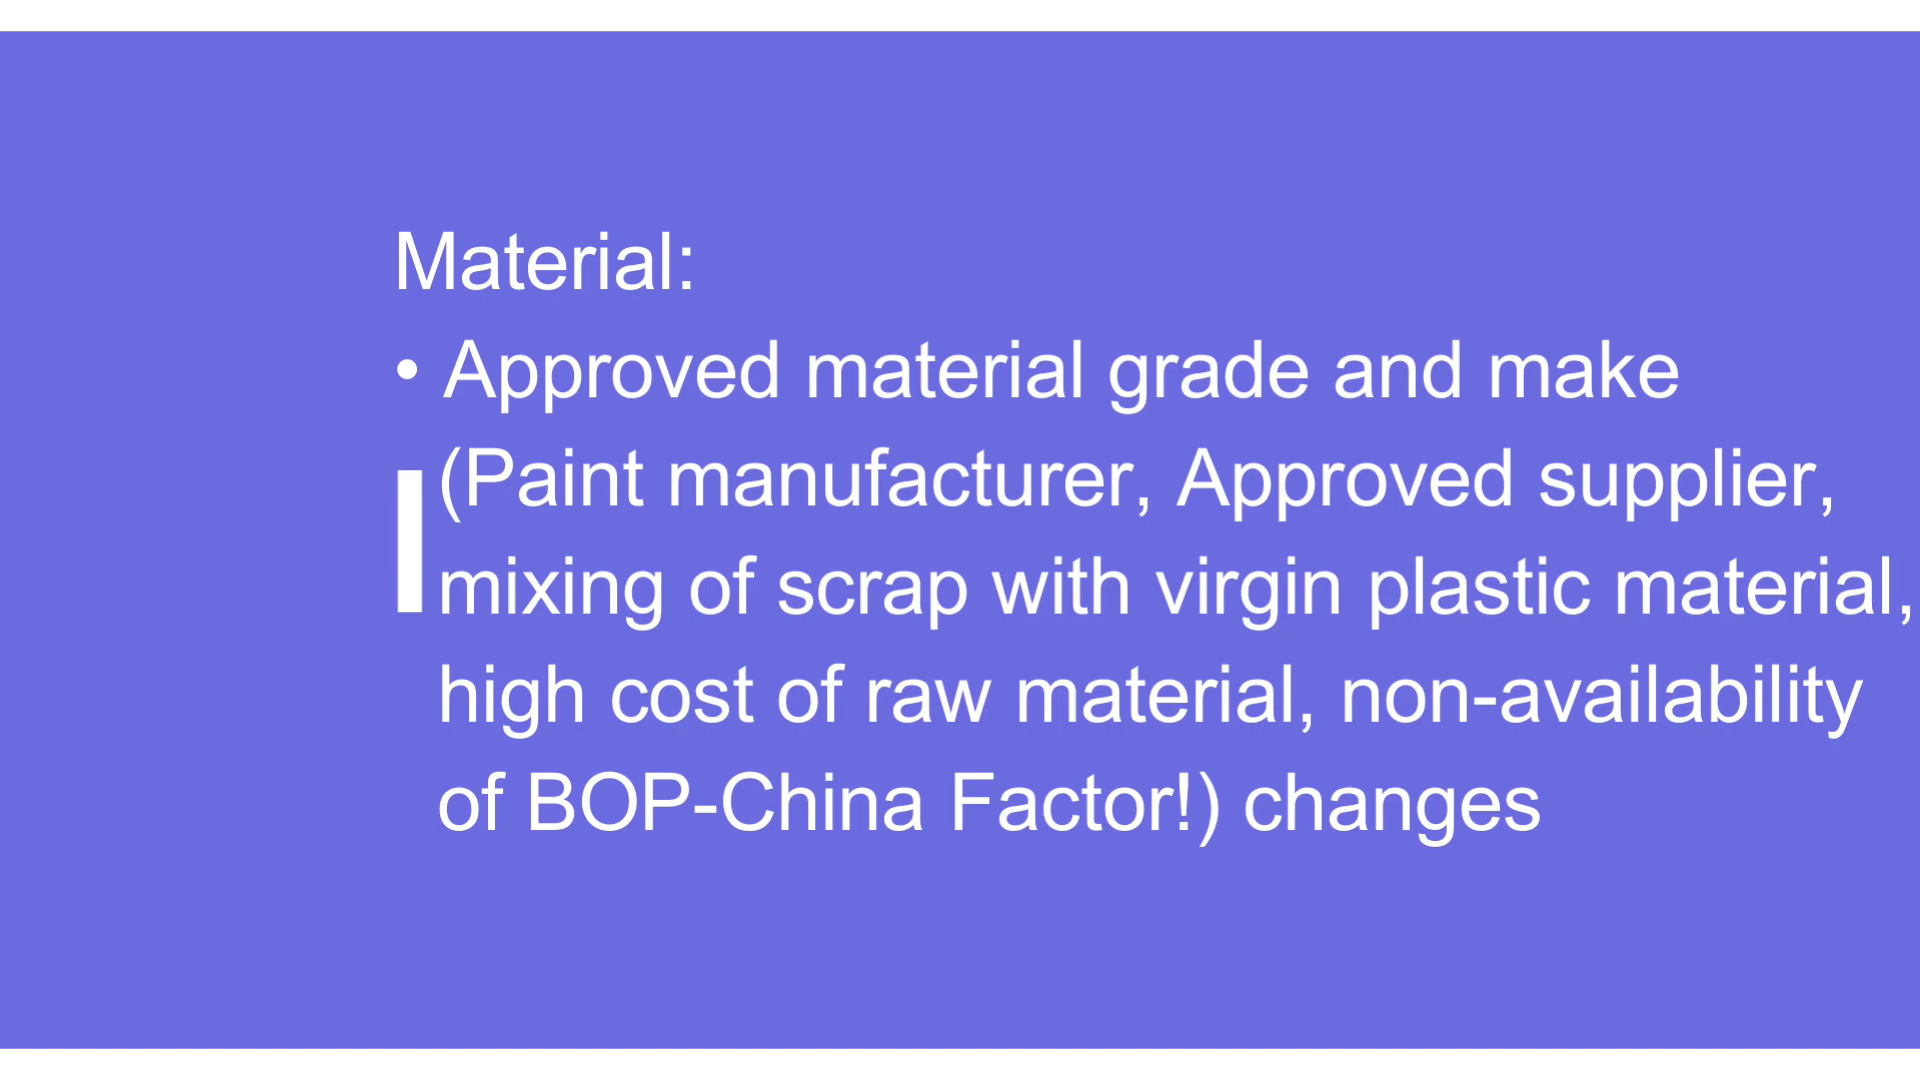 Material:
• Approved material grade and make
(Paint manufacturer, Approved supplier,
mixing of scrap with virgin plastic material,
high cost of raw material, non-availability
of BOP-China Factor!) changes